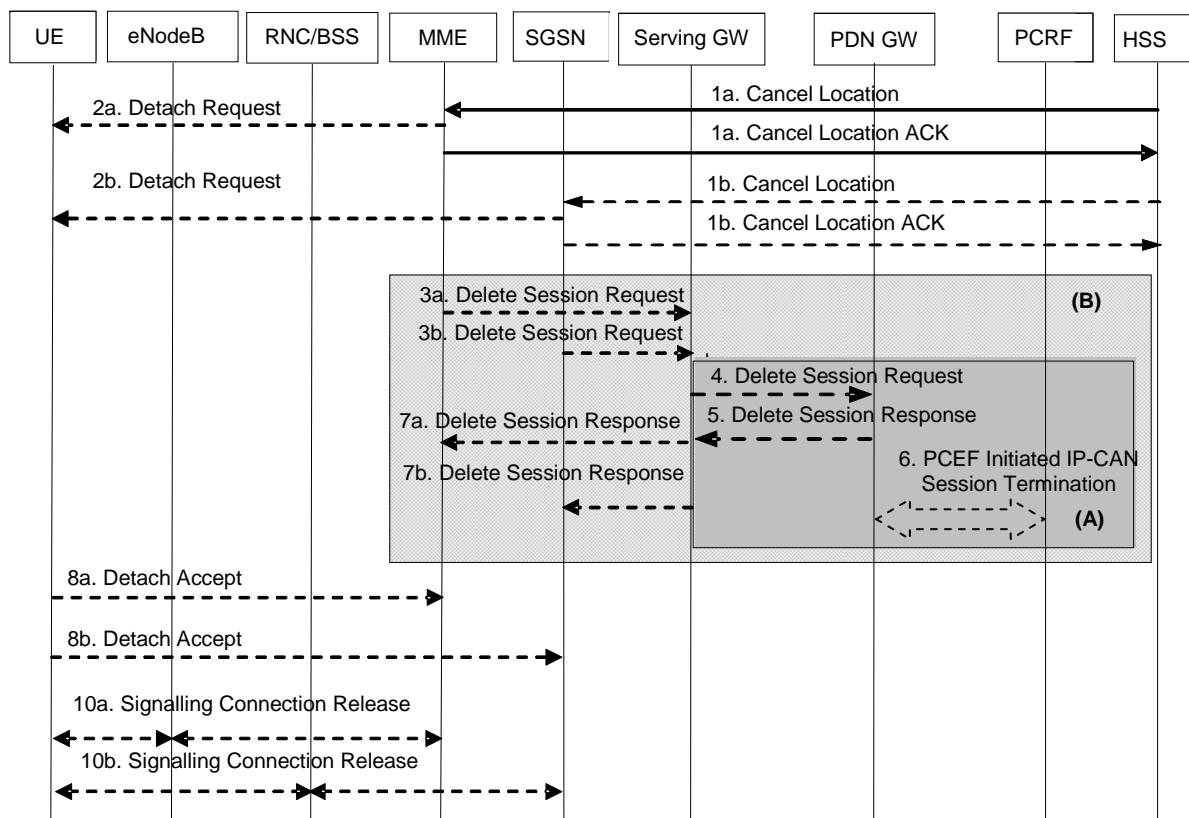 UE eNodeB RNC/BSS MME SGSN Serving GW PDN GW PCRF HSS
1a. Cancel Location
2a. Detach Request
1a. Cancel Location ACK
2b. Detach Request
1b. Cancel Location
1b. Cancel Location ACK
3a. Delete Session Request
(B)
3b. Delete Session Request
4. Delete Session Request
7a. Delete Session Response
5. Delete Session Response
6. PCEF Initiated IP-CAN
Session Termination
7b. Delete Session Response
(A)
8a. Detach Accept
8b. Detach Accept
10a. Signalling Connection Release
10b. Signalling Connection Release